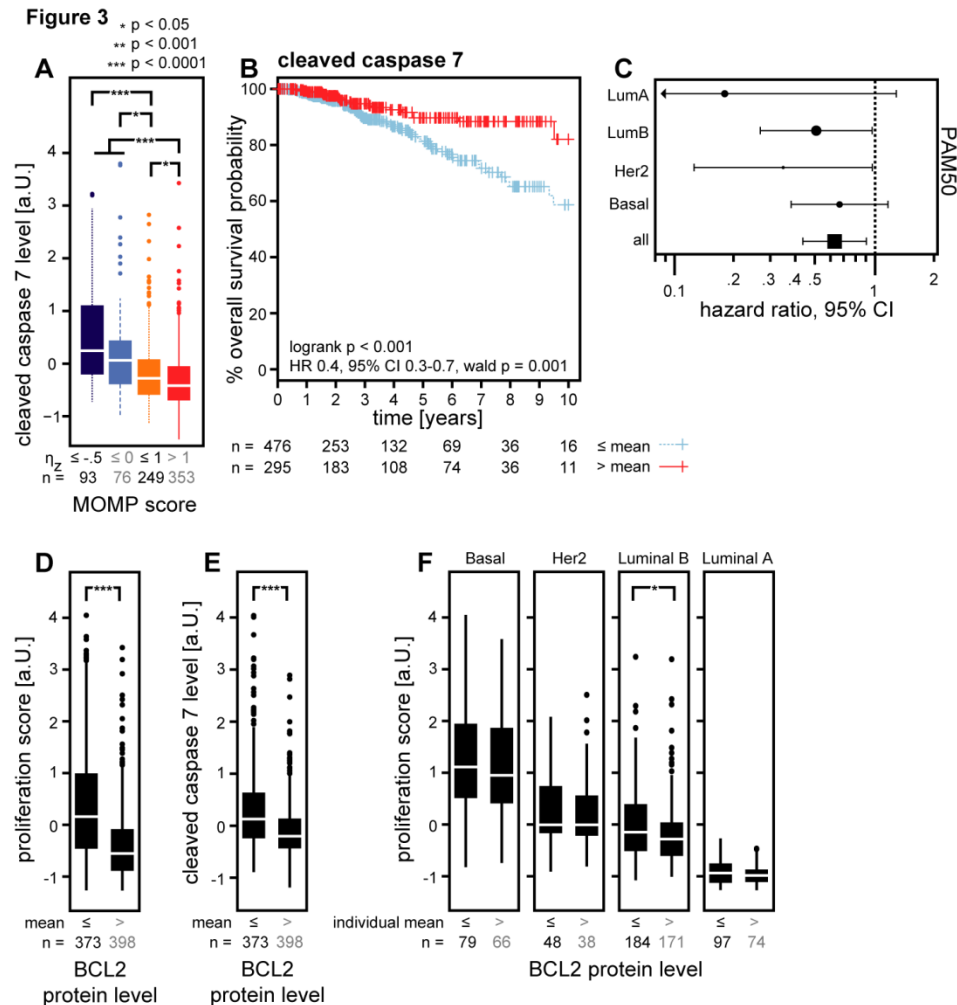 Figure 3
* p < 0.05
** p < 0.001
*** p < 0.0001
A
***
*
***
*
cleaved caspase 7 level [a.U.]
4
3
2
1
0
−1
ηz ≤ -.5 ≤ 0 ≤ 1 > 1
n = 93 76 249 353
MOMP score
B cleaved caspase 7
% overall survival probability
100
80
60
40
20
0
logrank p < 0.001
HR 0.4, 95% CI 0.3-0.7, wald p = 0.001
0 1 2 3 4 5 6 7 8 9 10
time [years]
n = 476 253 132 69 36 16 ≤ mean
n = 295 183 108 74 36 11 > mean
C
LumA
LumB
Her2
Basal
all
PAM50
0.1 .2 .3 .4 .5 1 2
hazard ratio, 95% CI
D
***
proliferation score [a.U.]
4
3
2
1
0
-1
mean ≤ >
n = 373 398
BCL2
protein level
E
***
cleaved caspase 7 level [a.U.]
4
3
2
1
0
-1
mean ≤ >
n = 373 398
BCL2
protein level
F
Basal Her2 Luminal B Luminal A
*
proliferation score [a.U.]
4
3
2
1
0
-1
individual mean ≤ > ≤ > ≤ > ≤ >
n = 79 66 48 38 184 171 97 74
BCL2 protein level